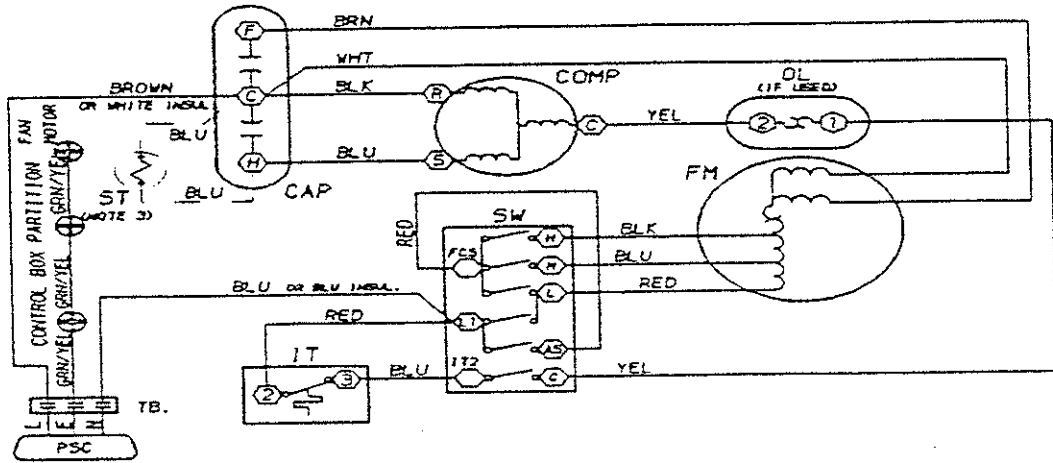 F
BRN
WHT
COMP
OL
(IF USED)
BROWN
OR WHITE INSUL.
C
BLK
R
C
YEL
2
1
BLU
H
BLU
S
CAP
ST
(NOTE 3)
BLU
FM
FAN MOTOR
CONTROL BOX PARTITION
GRN/YEL
GRN/YEL
GRN/YEL
SW
RED
FCS
H
BLK
M
BLU
L
RED
BLU OR BLU INSUL.
RED
L1
AS
IT
2
3
BLU
IT2
C
YEL
TB.
L
E
N
PSC